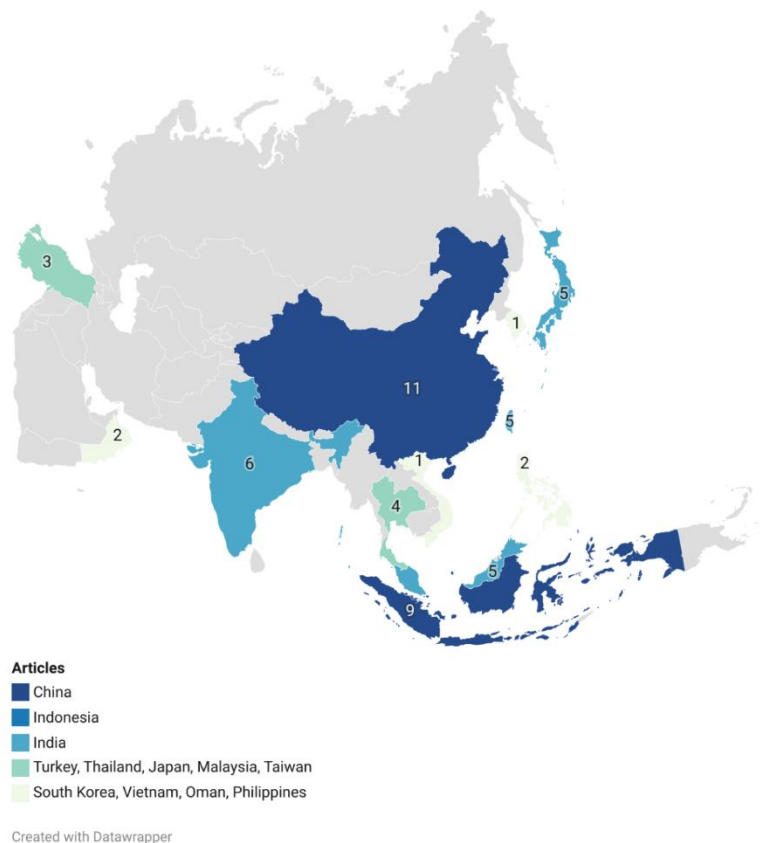 3
5
1
11
2
5
6
1
2
4
5
9
Articles
China
Indonesia
India
Turkey, Thailand, Japan, Malaysia, Taiwan
South Korea, Vietnam, Oman, Philippines
Created with Datawrapper